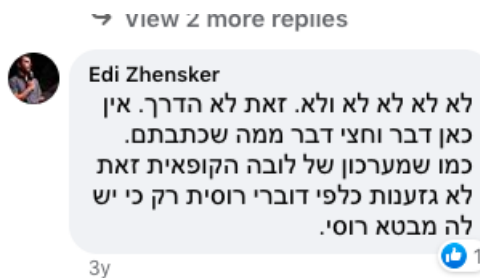 View 2 more replies
Edi Zhensker
לא לא לא לא ולא. זאת לא הדרך. אין
כאן דבר וחצי דבר ממה שכתבתם.
כמו שמערכון של לובה הקופאית זאת
לא גזענות כלפי דוברי רוסית רק כי יש
לה מבטא רוסי.
1
3y